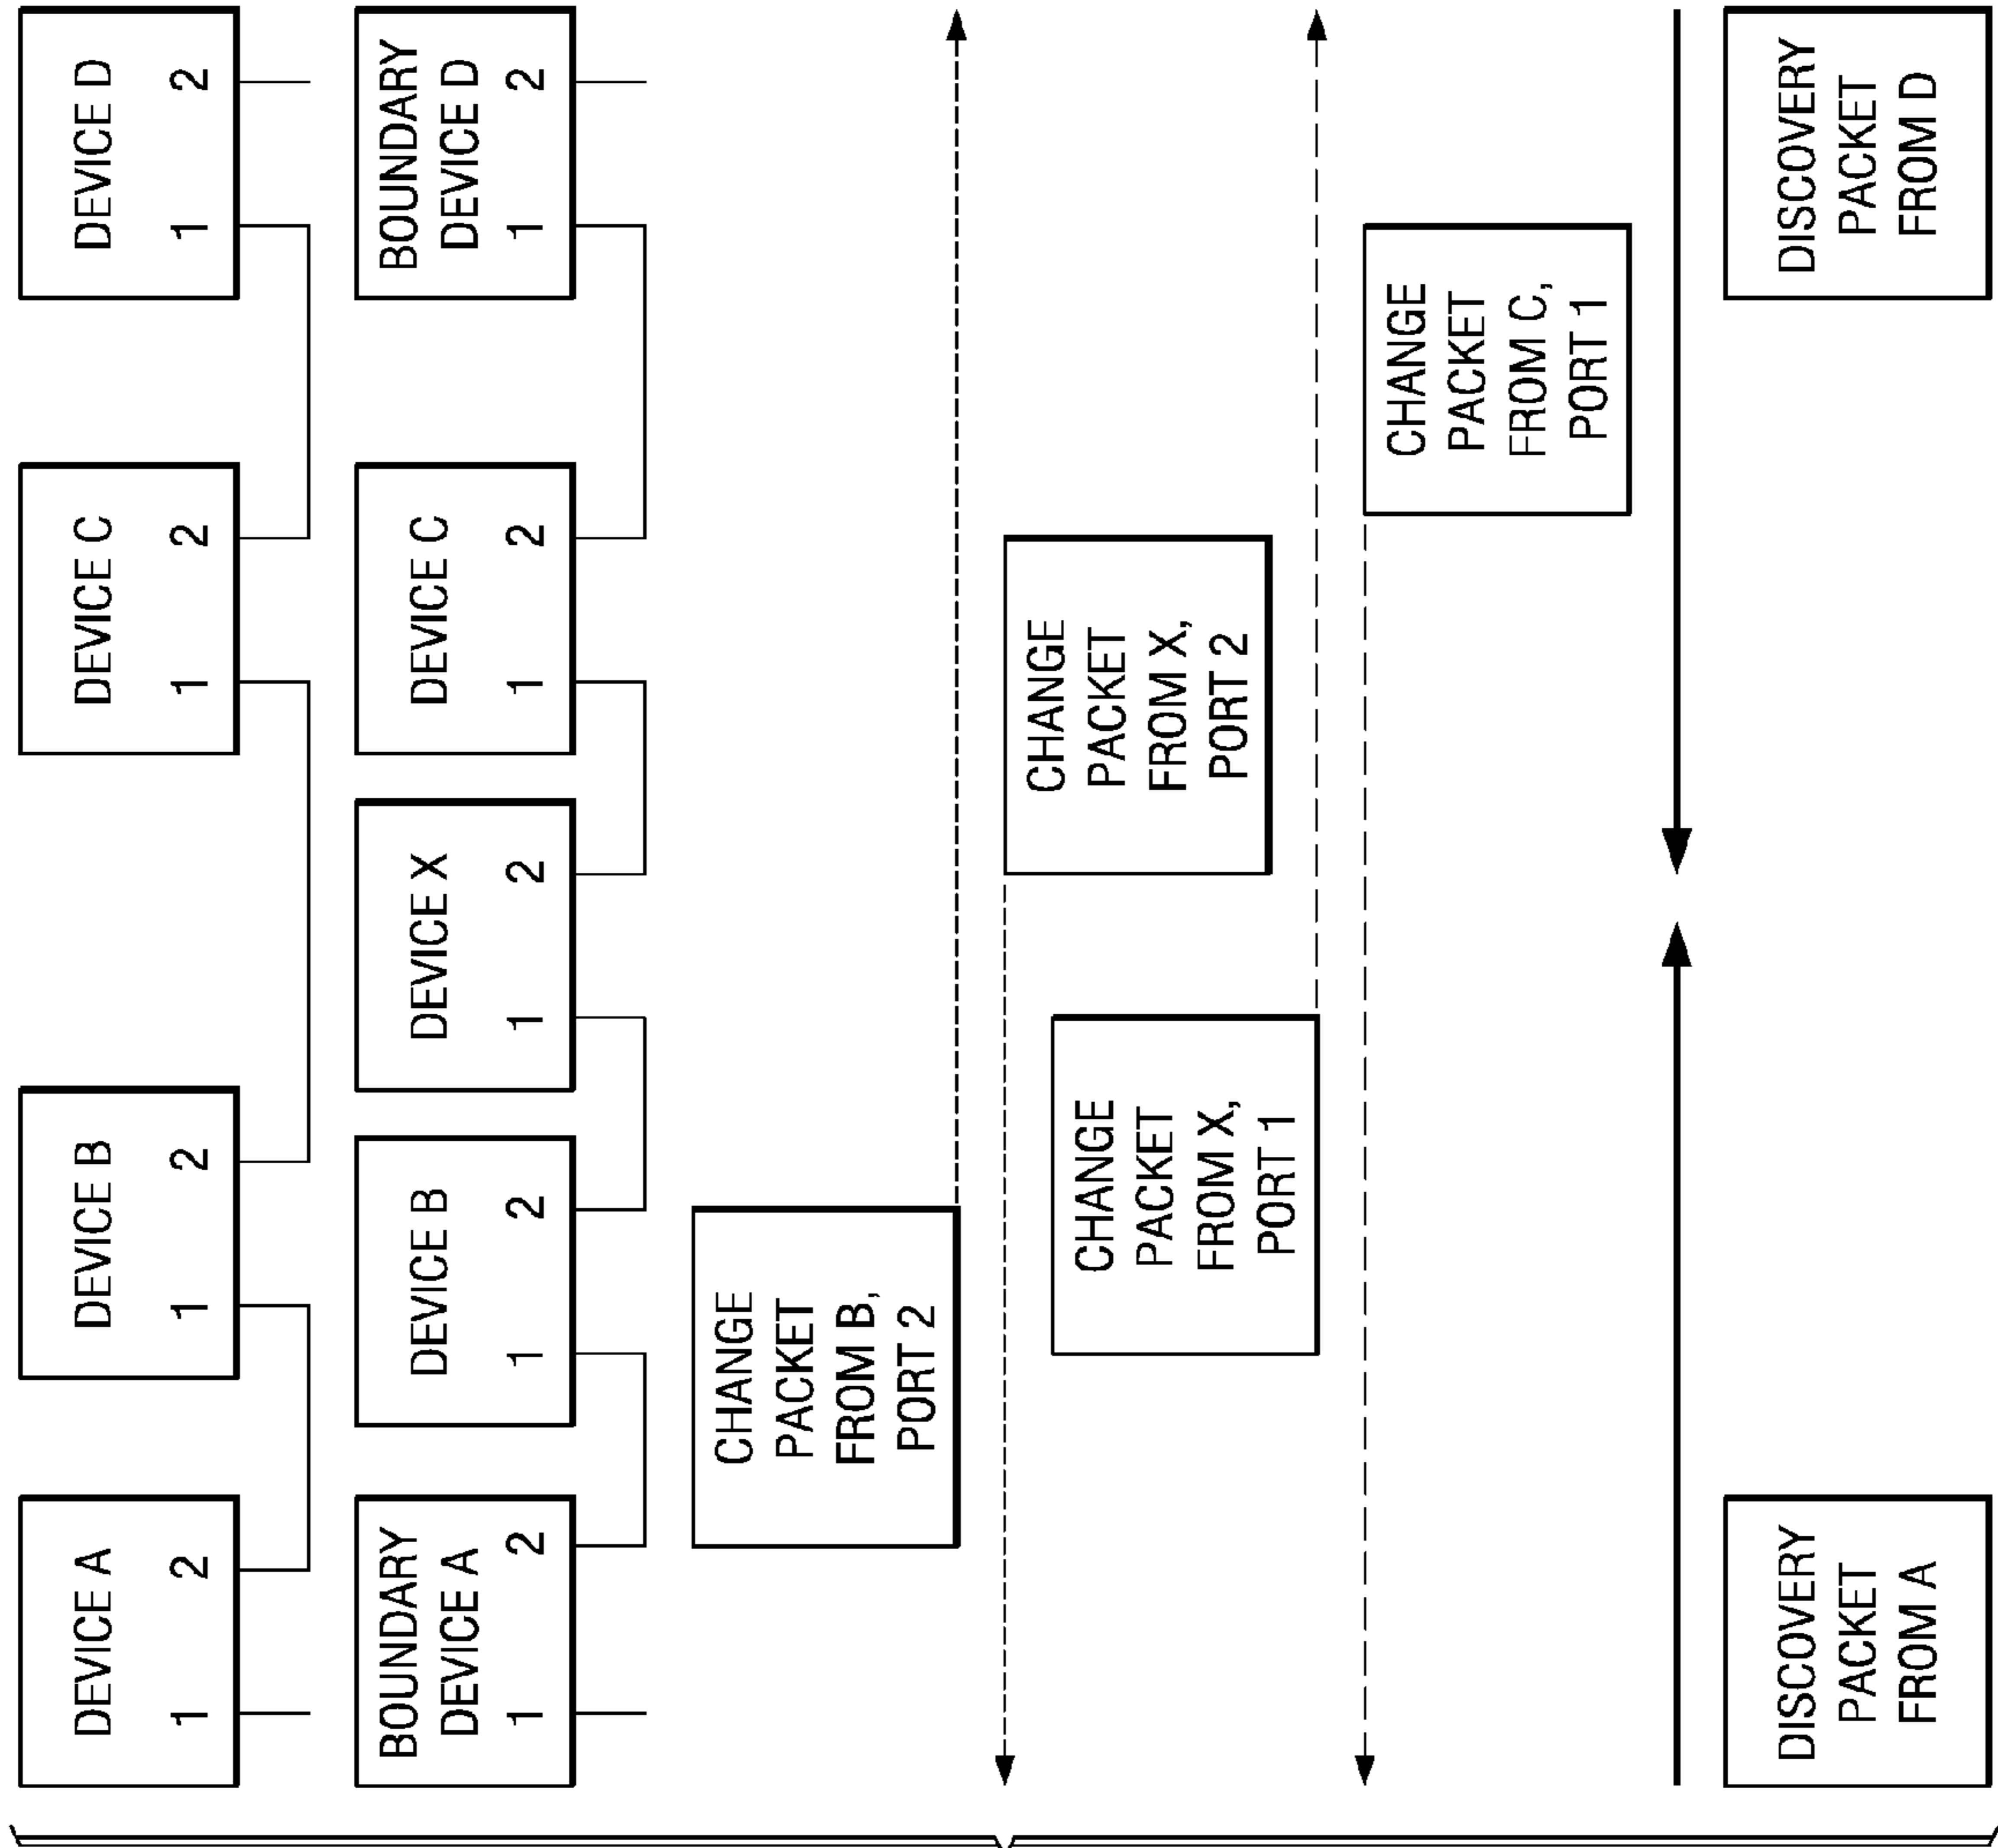 DEVICE A
1 2
DEVICE B
1 2
DEVICE C
1 2
DEVICE D
1 2
BOUNDARY
DEVICE A
1 2
DEVICE B
1 2
DEVICE X
1 2
DEVICE C
1 2
BOUNDARY
DEVICE D
1 2
CHANGE
PACKET
FROM B,
PORT 2
CHANGE
PACKET
FROM X,
PORT 2
CHANGE
PACKET
FROM X,
PORT 1
CHANGE
PACKET
FROM C,
PORT 1
DISCOVERY
PACKET
FROM A
DISCOVERY
PACKET
FROM D